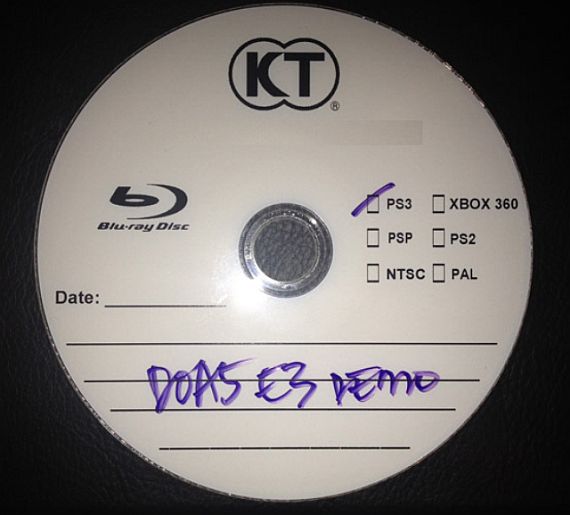 KT ®
Blu-ray Disc
PS3 XBOX 360
PSP PS2
NTSC PAL
Date:
DOA5 E3 DEMO